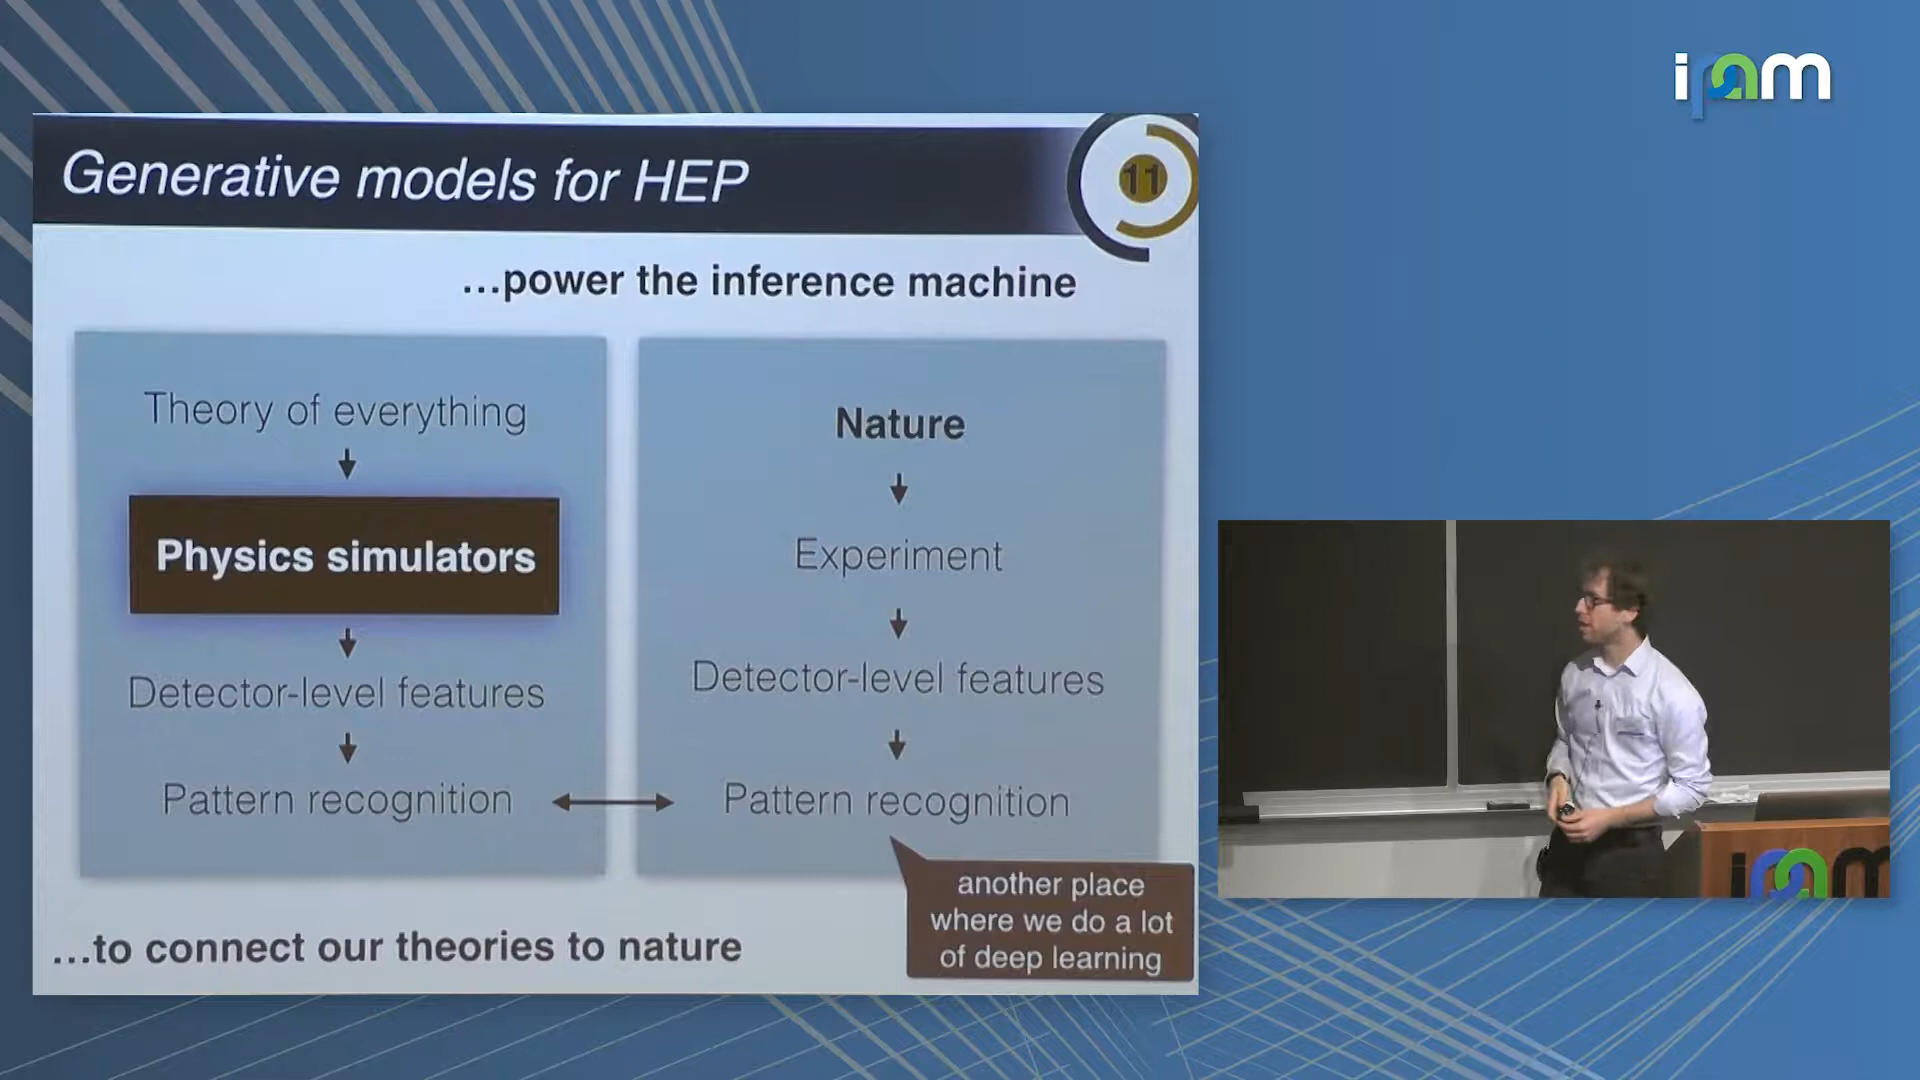 ipam
Generative models for HEP
11
...power the inference machine
Theory of everything
Physics simulators
Detector-level features
Pattern recognition
Nature
Experiment
Detector-level features
Pattern recognition
another place
where we do a lot
of deep learning
...to connect our theories to nature
ipam